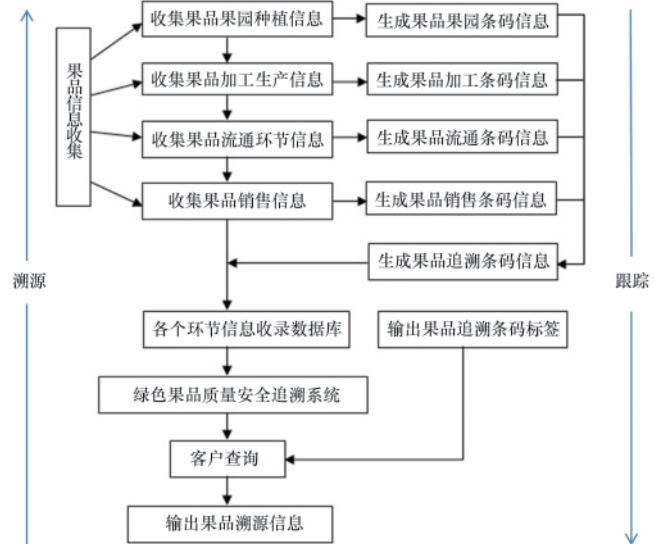 收集果品果园种植信息
生成果品果园条码信息
果品信息收集
收集果品加工生产信息
生成果品加工条码信息
收集果品流通环节信息
生成果品流通条码信息
收集果品销售信息
生成果品销售条码信息
生成果品追溯条码信息
溯源
跟踪
各个环节信息收录数据库
输出果品追溯条码标签
绿色果品质量安全追溯系统
客户查询
输出果品溯源信息